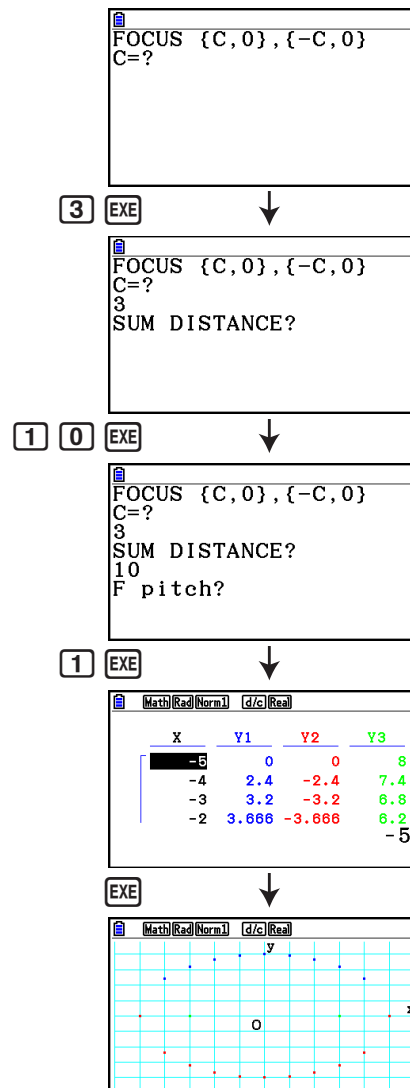 FOCUS {C,0},{-C,0}
C=?
3 EXE
FOCUS {C,0},{-C,0}
C=?
3
SUM DISTANCE?
1 0 EXE
FOCUS {C,0},{-C,0}
C=?
3
SUM DISTANCE?
10
F pitch?
1 EXE
Math Rad Norm1 d/c Real
X Y1 Y2 Y3
-5 0 0 8
-4 2.4 -2.4 7.4
-3 3.2 -3.2 6.8
-2 3.666 -3.666 6.2
-5
EXE
Math Rad Norm1 d/c Real
y
x
O